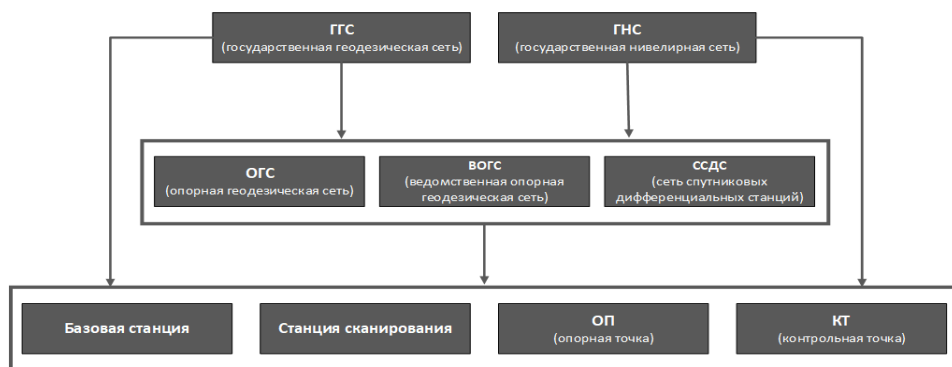 ГГС
(государственная геодезическая сеть)
ГНС
(государственная нивелирная сеть)
ОГС
(опорная геодезическая сеть)
ВОГС
(ведомственная опорная
геодезическая сеть)
ССДС
(сеть спутниковых
дифференциальных станций)
Базовая станция
Станция сканирования
ОП
(опорная точка)
КТ
(контрольная точка)